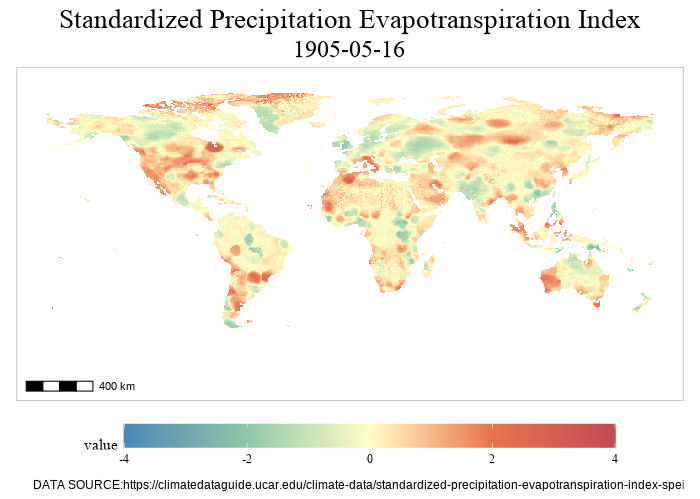 Standardized Precipitation Evapotranspiration Index
1905-05-16
400 km
value
-4 -2 0 2 4
DATA SOURCE:https://climatedataguide.ucar.edu/climate-data/standardized-precipitation-evapotranspiration-index-spei